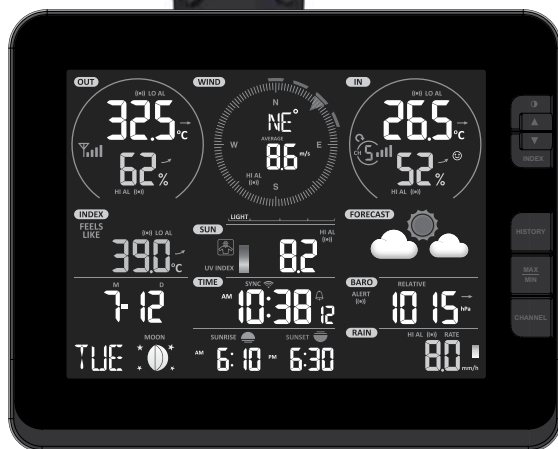 OUT
LO AL
32.5 °C
62 %
HI AL
WIND
N
NE°
W E
AVERAGE
8.6 m/s
HI AL
S
IN
LO AL
26.5 °C
CH 5
52 %
HI AL
INDEX
FEELS LIKE
LO AL
39.0 °C
LIGHT
SUN
HI AL
UV INDEX
8.2
FORECAST
M D
7-12
TUE
MOON
TIME
SYNC
AM 10:38 12
SUNRISE SUNSET
AM 6:10 PM 6:30
BARO
RELATIVE
ALERT
1015 hPa
RAIN
HI AL RATE
8.0 mm/h
INDEX
HISTORY
MAX
MIN
CHANNEL